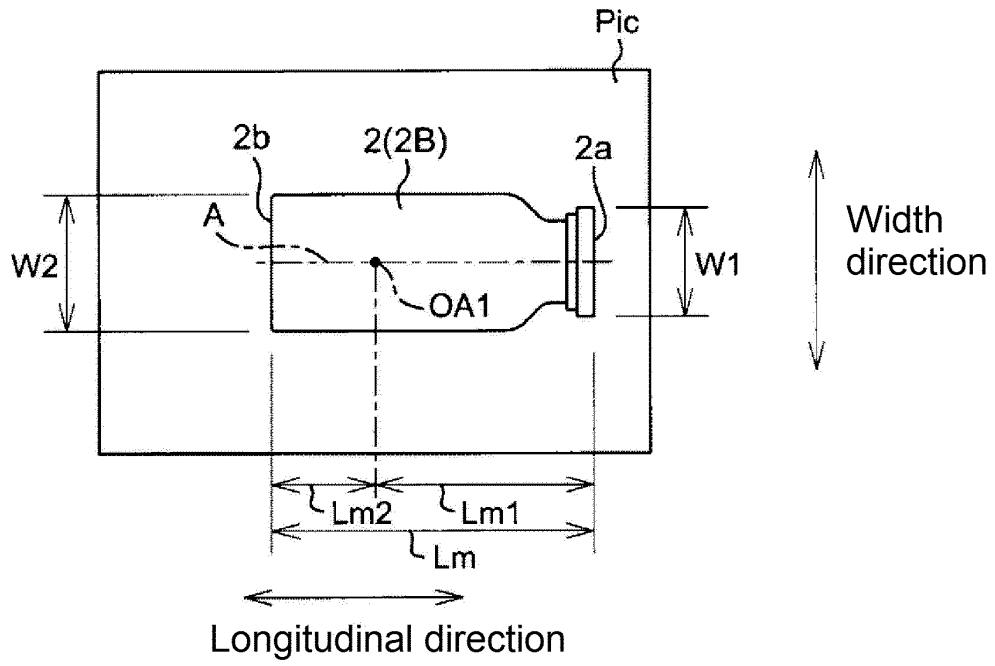 Pic
2b
2(2B)
2a
A
W2
OA1
W1
Width
direction
Lm2
Lm1
Lm
Longitudinal direction